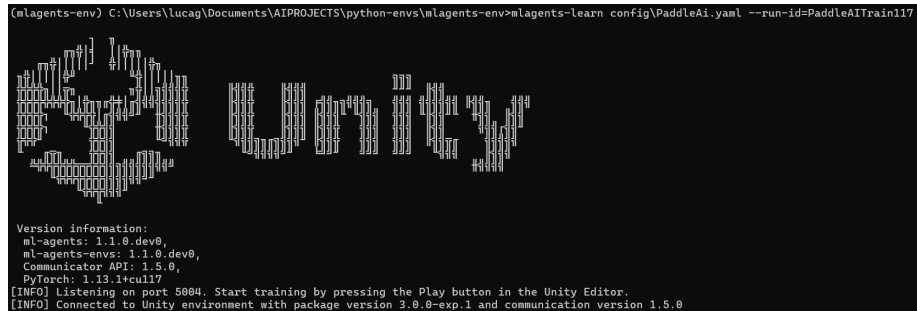 (mlagents-env) C:\Users\lucag\Documents\AIPROJECTS\python-envs\mlagents-env>mlagents-learn config\PaddleAi.yaml --run-id=PaddleAITrain117
Unity
Version information:
ml-agents: 1.1.0.dev0,
ml-agents-envs: 1.1.0.dev0,
Communicator API: 1.5.0,
PyTorch: 1.13.1+cu117
[INFO] Listening on port 5004. Start training by pressing the Play button in the Unity Editor.
[INFO] Connected to Unity environment with package version 3.0.0-exp.1 and communication version 1.5.0